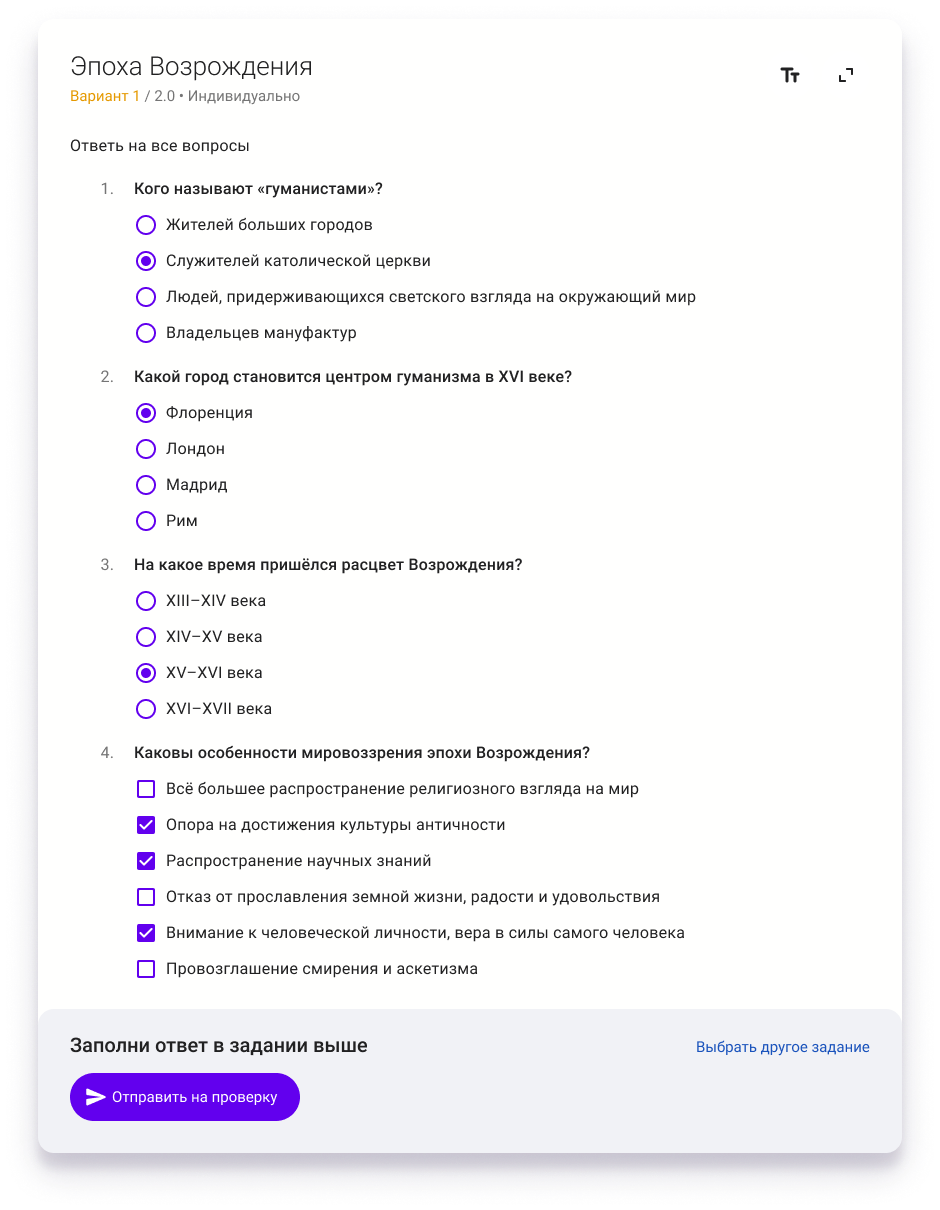 Эпоха Возрождения
Вариант 1 / 2.0 • Индивидуально
Ответь на все вопросы
1. Кого называют «гуманистами»?
Жителей больших городов
Служителей католической церкви
Людей, придерживающихся светского взгляда на окружающий мир
Владельцев мануфактур
2. Какой город становится центром гуманизма в XVI веке?
Флоренция
Лондон
Мадрид
Рим
3. На какое время пришёлся расцвет Возрождения?
XIII–XIV века
XIV–XV века
XV–XVI века
XVI–XVII века
4. Каковы особенности мировоззрения эпохи Возрождения?
Всё большее распространение религиозного взгляда на мир
Опора на достижения культуры античности
Распространение научных знаний
Отказ от прославления земной жизни, радости и удовольствия
Внимание к человеческой личности, вера в силы самого человека
Провозглашение смирения и аскетизма
Заполни ответ в задании выше
Выбрать другое задание
Отправить на проверку